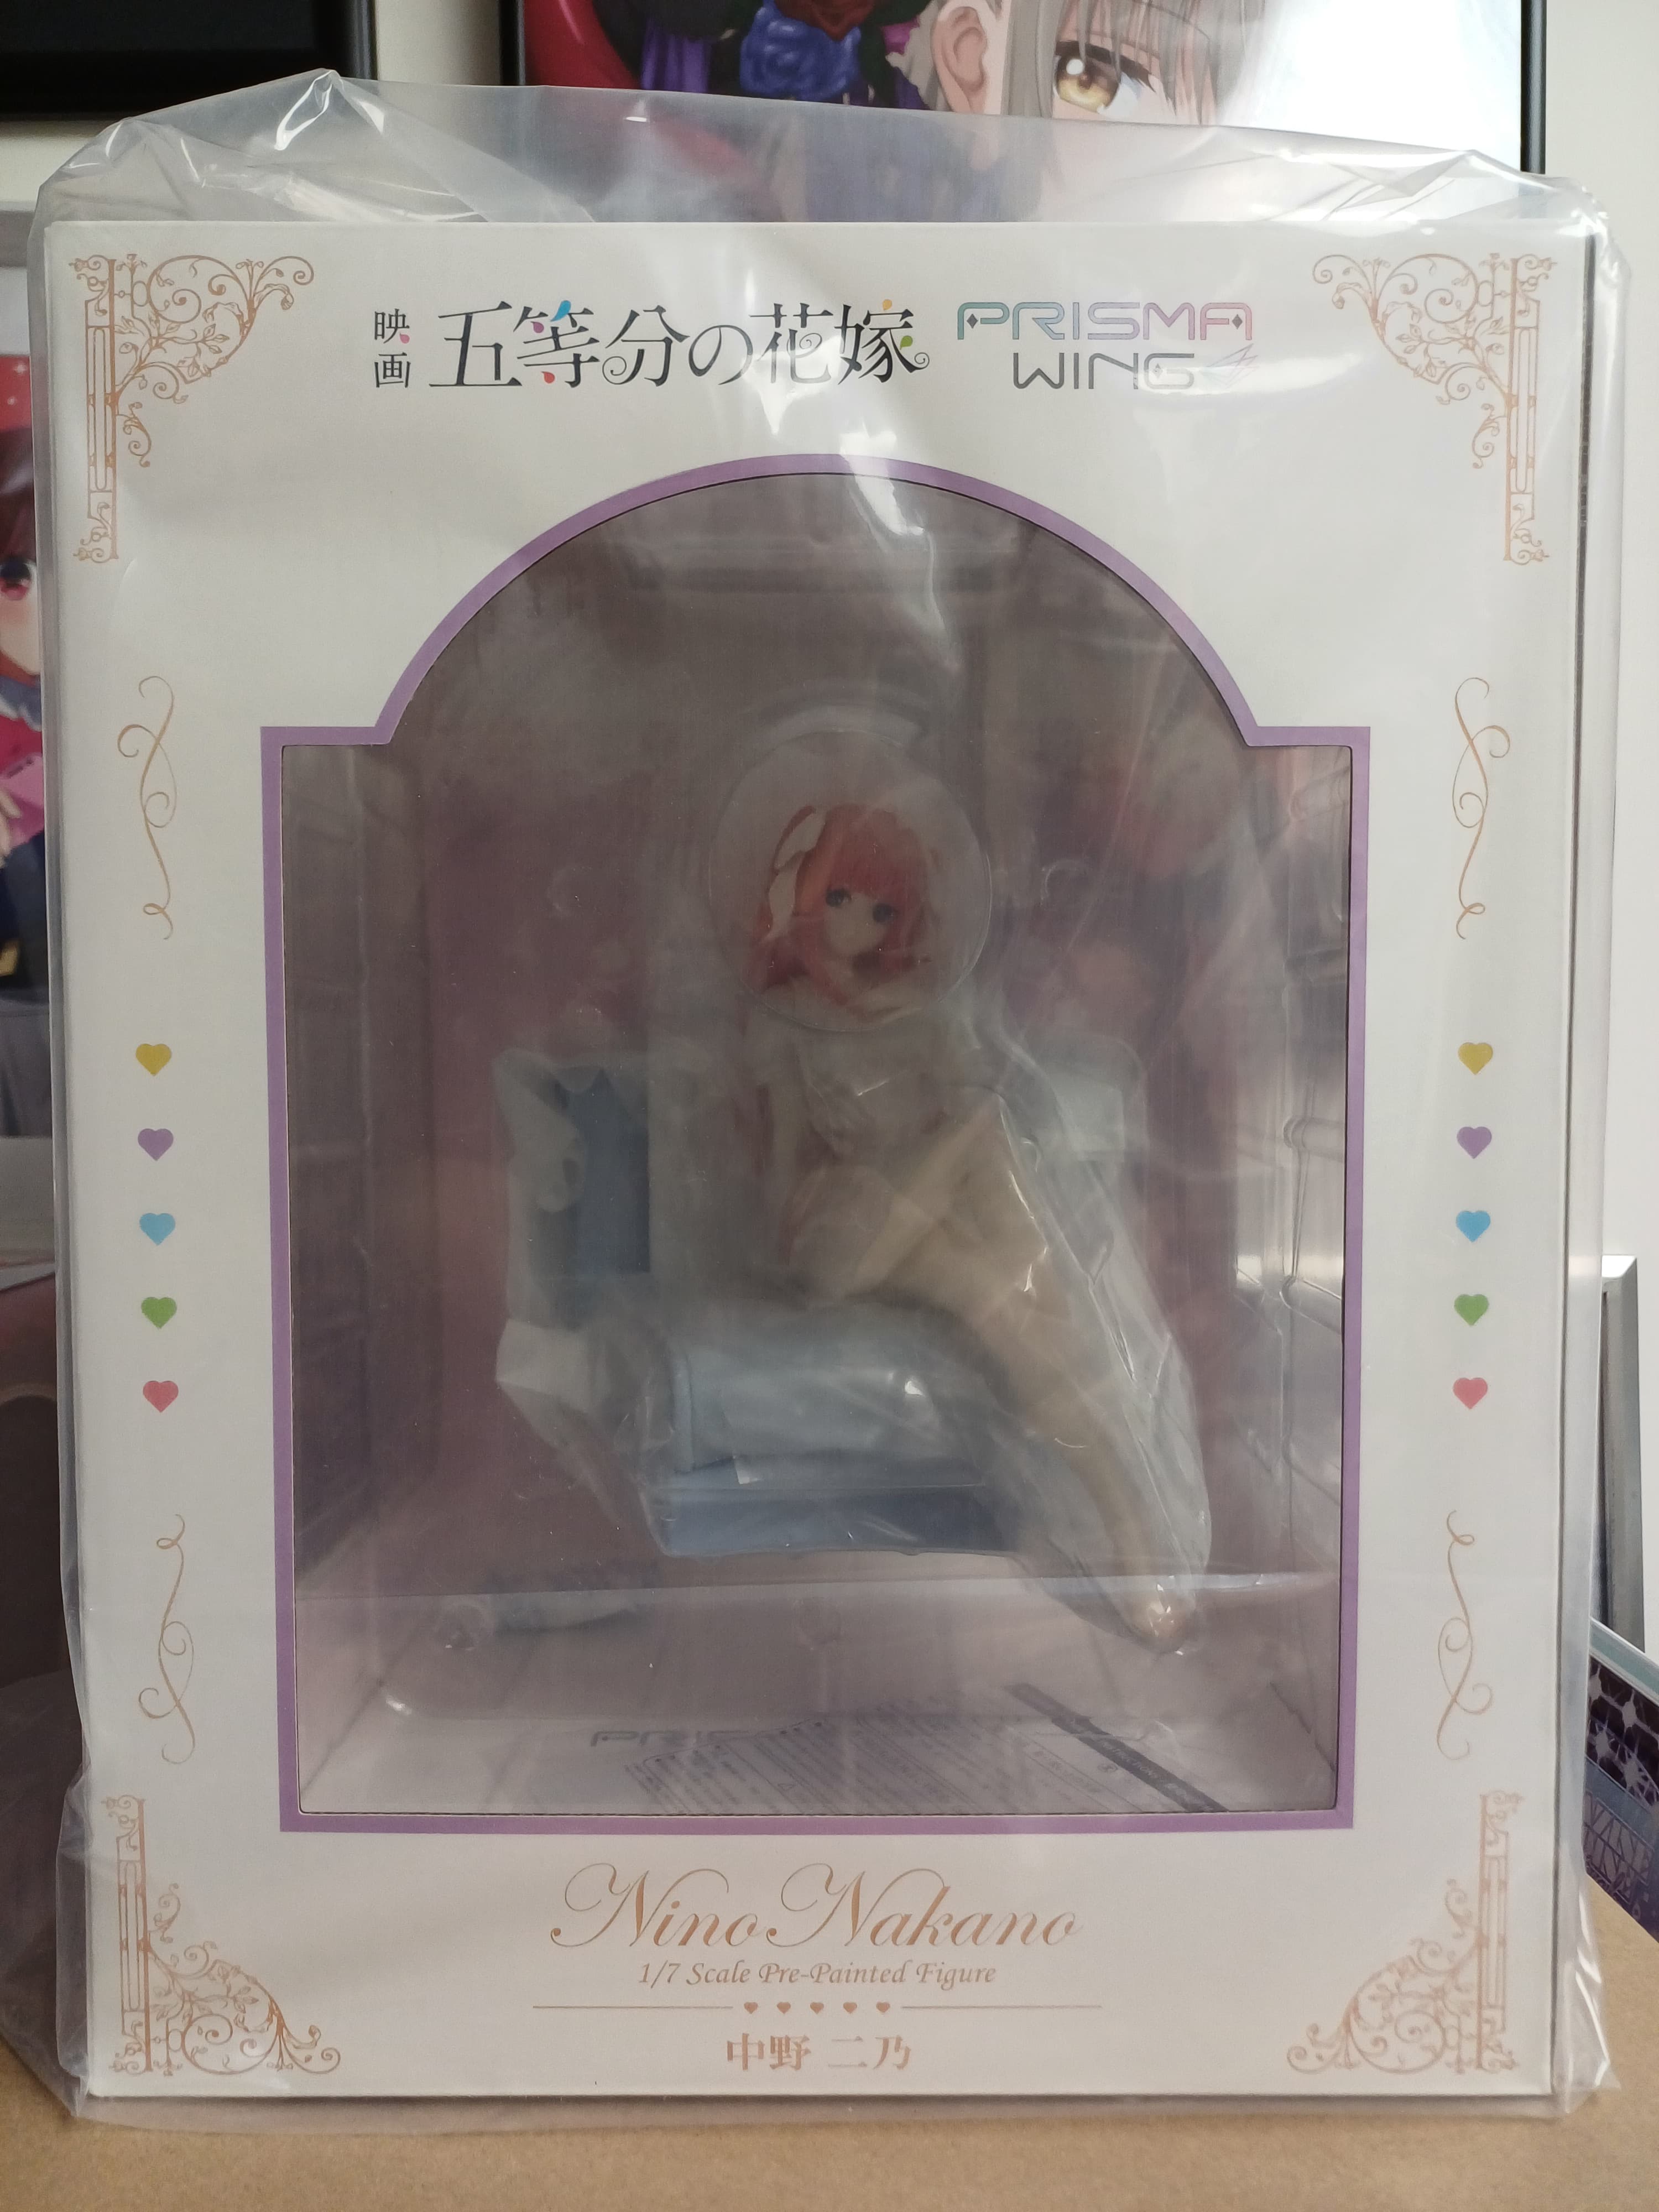 映画 五等分の花嫁
PRISMA
WING
PRIS
Nino Nakano
1/7 Scale Pre-Painted Figure
中野 二乃